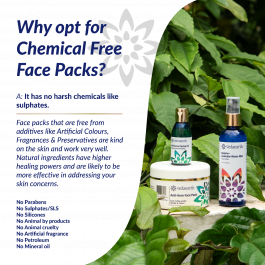 Why opt for
Chemical Free
Face Packs?
A: It has no harsh chemicals like
sulphates.
Face packs that are free from
additives like Artificial Colours,
Fragrances & Preservatives are kind
on the skin and work very well.
Natural ingredients have higher
healing powers and are likely to be
more effective in addressing your
skin concerns.
No Parabens
No Sulphates/SLS
No Silicones
No Animal by products
No Animal cruelty
No Artificial fragrance
No Petroleum
No Mineral oil